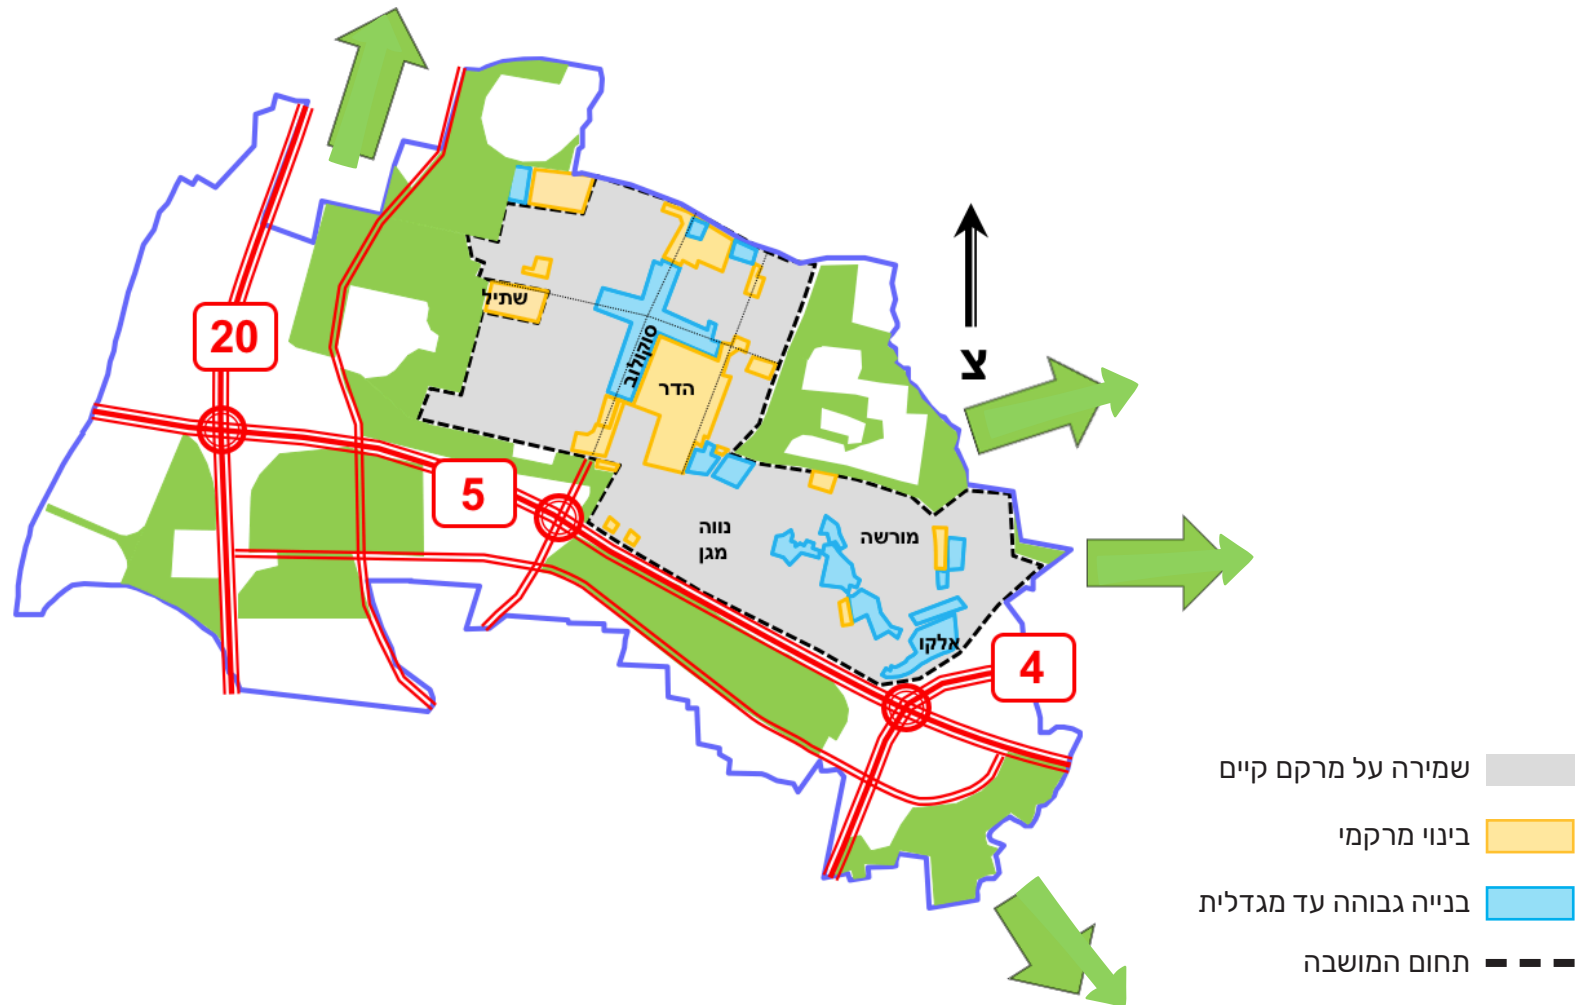 20
שתיל
סוקולוב
הדר
צ
5
נווה
מגן
מורשה
אלקו
4
שמירה על מרקם קיים
בינוי מרקמי
בנייה גבוהה עד מגדלית
תחום המושבה